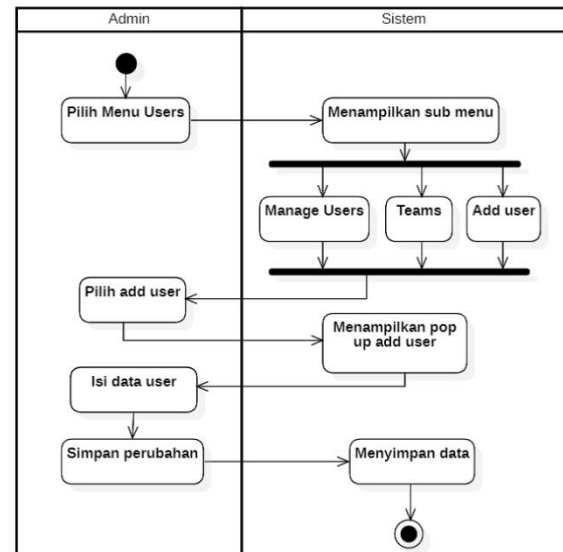 Admin
Sistem
Pilih Menu Users
Menampilkan sub menu
Manage Users
Teams
Add user
Pilih add user
Menampilkan pop
up add user
Isi data user
Simpan perubahan
Menyimpan data